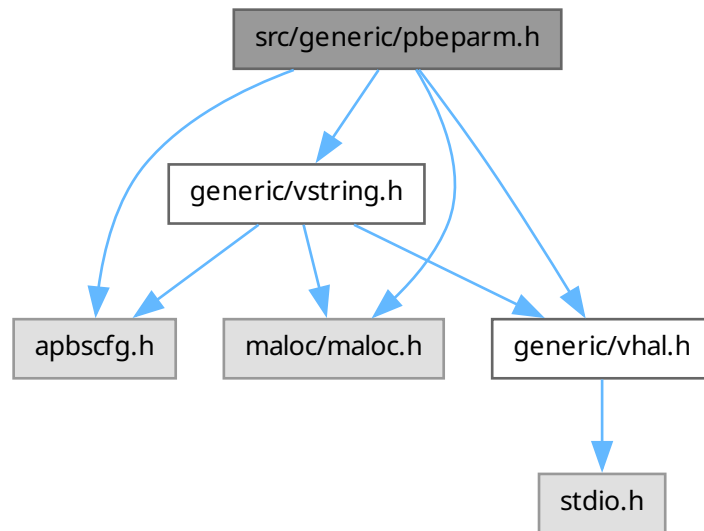 src/generic/pbeparm.h
generic/vstring.h
apbscfg.h
maloc/maloc.h
generic/vhal.h
stdio.h